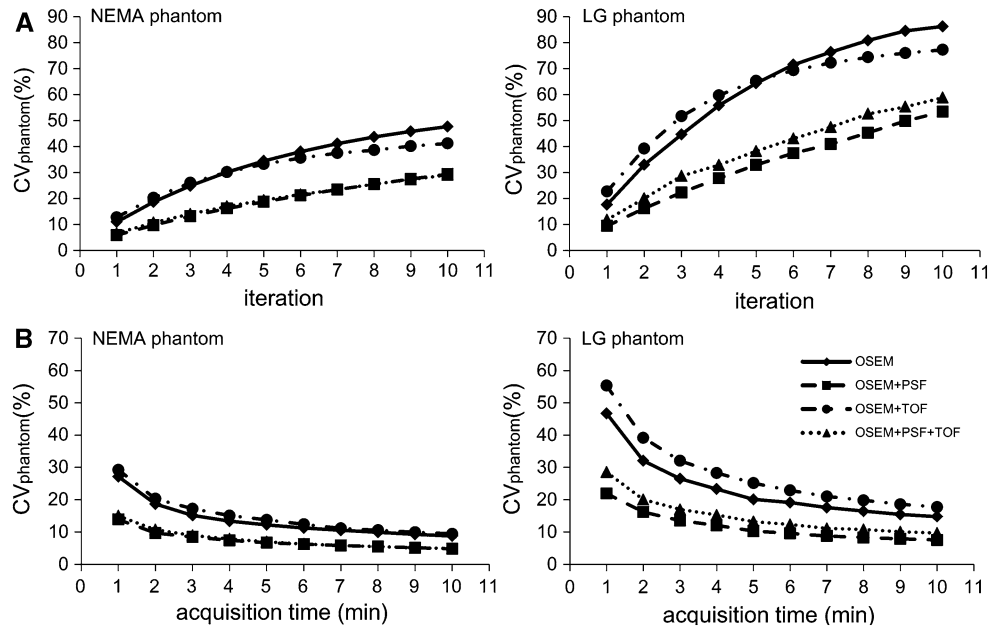 A
NEMA phantom
CVphantom(%)
90
80
70
60
50
40
30
20
10
0
0 1 2 3 4 5 6 7 8 9 10 11
iteration
LG phantom
CVphantom(%)
90
80
70
60
50
40
30
20
10
0
0 1 2 3 4 5 6 7 8 9 10 11
iteration
B
NEMA phantom
CVphantom(%)
70
60
50
40
30
20
10
0
0 1 2 3 4 5 6 7 8 9 10 11
acquisition time (min)
LG phantom
CVphantom(%)
70
60
50
40
30
20
10
0
0 1 2 3 4 5 6 7 8 9 10 11
acquisition time (min)
OSEM
OSEM+PSF
OSEM+TOF
OSEM+PSF+TOF